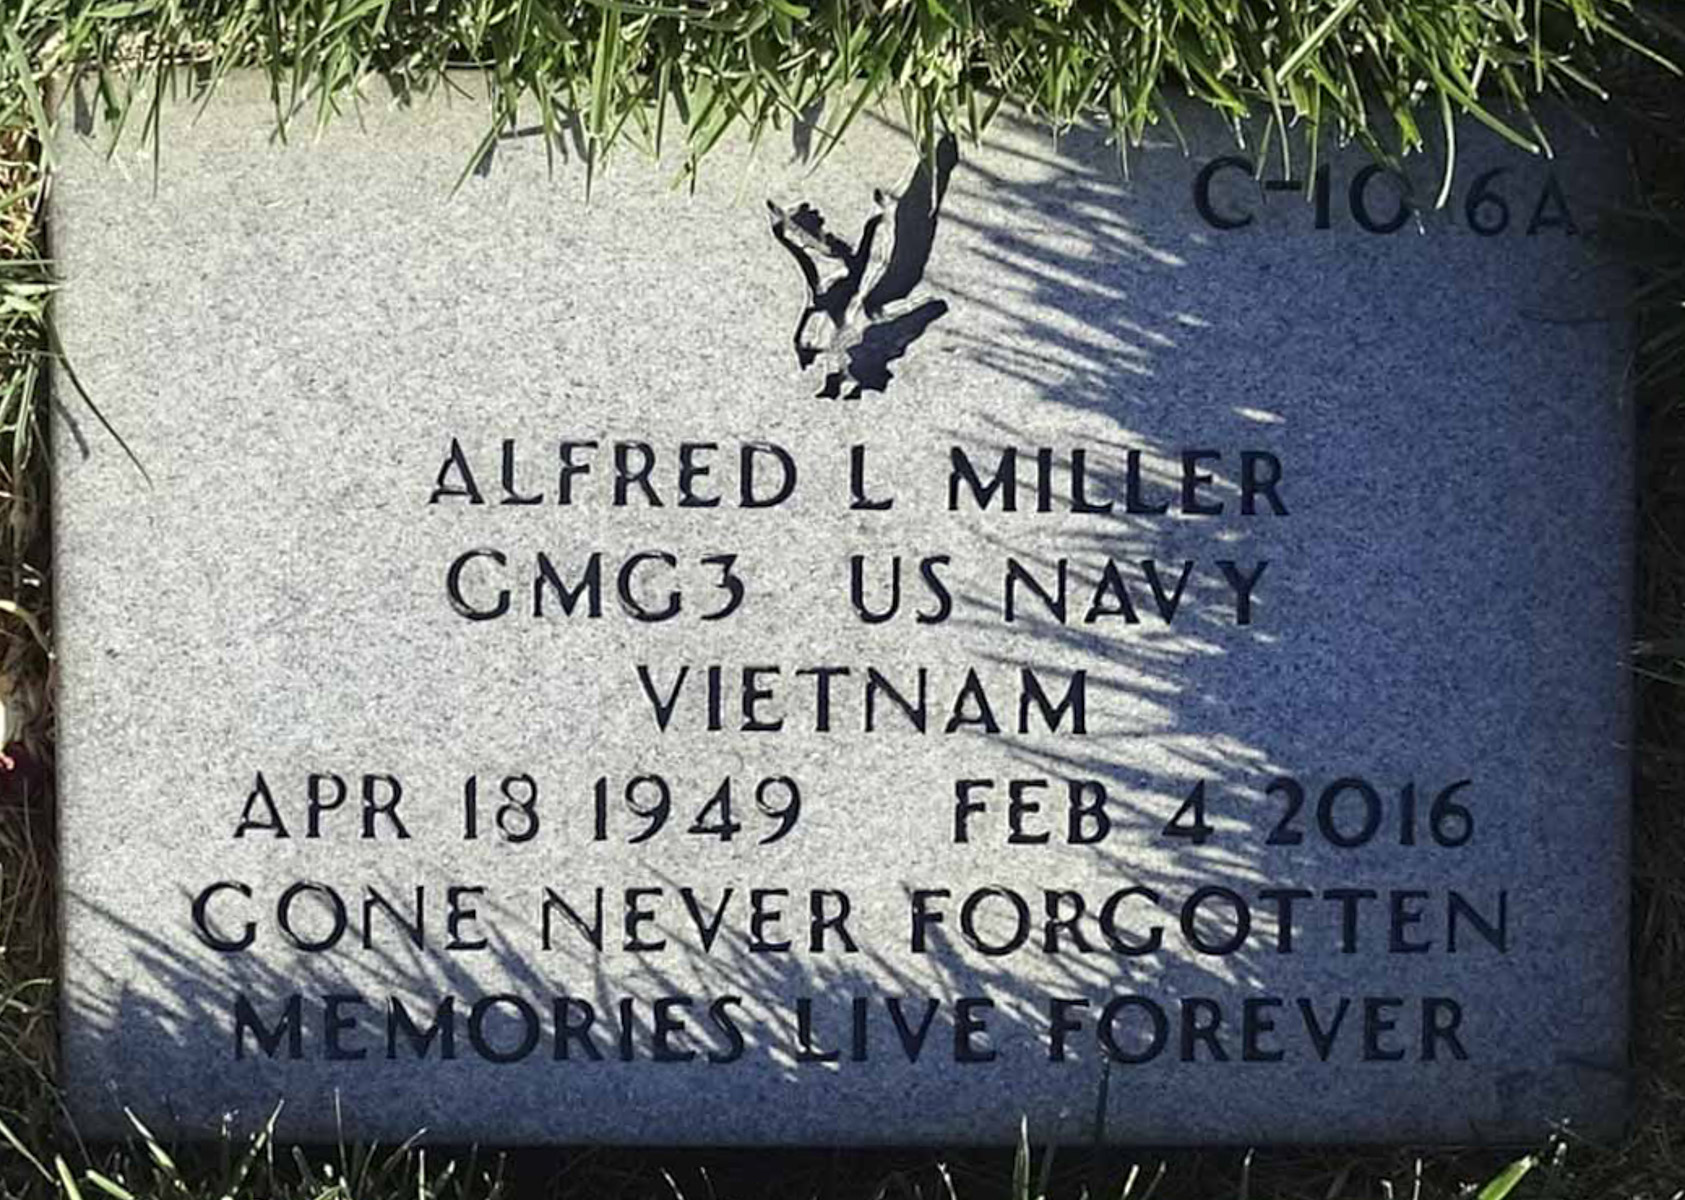 C-10 6A
ALFRED L MILLER
GMG3 US NAVY
VIETNAM
APR 18 1949 FEB 4 2016
GONE NEVER FORGOTTEN
MEMORIES LIVE FOREVER